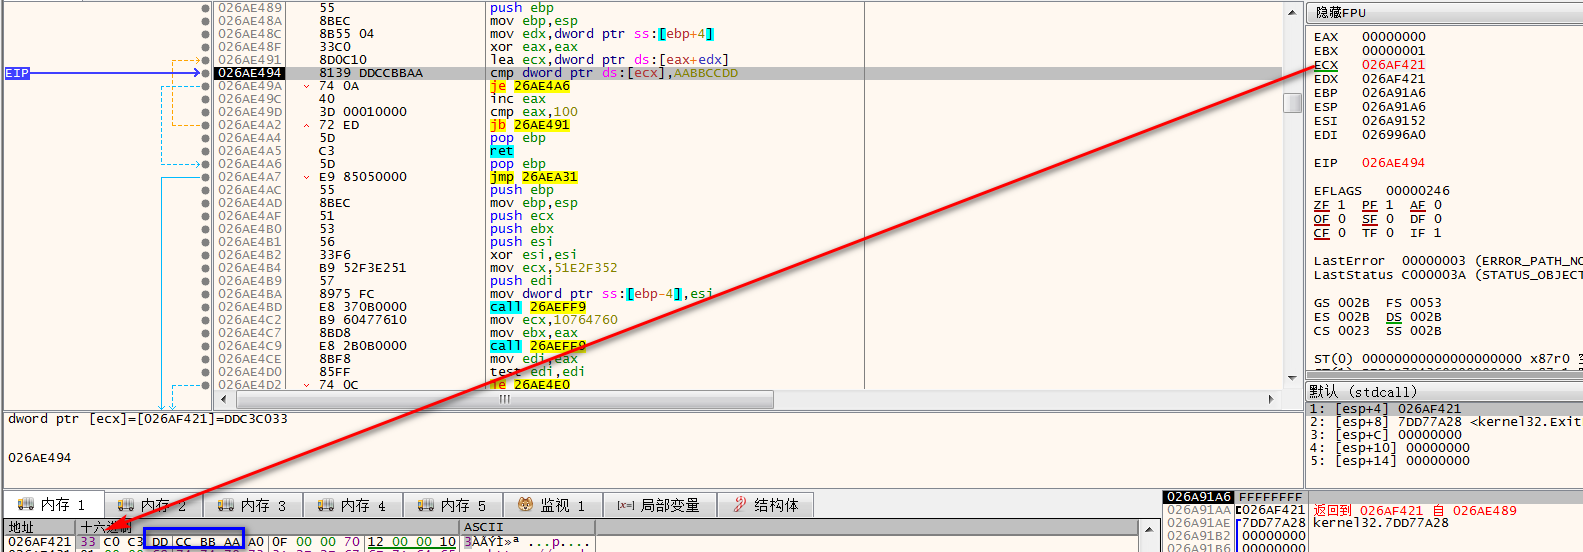 026AE489 55 push ebp
026AE48A 8BEC mov ebp,esp
026AE48C 8B55 04 mov edx,dword ptr ss:[ebp+4]
026AE48F 33C0 xor eax,eax
026AE491 8D0C10 lea ecx,dword ptr ds:[eax+edx]
EIP 026AE494 8139 DDCCBBAA cmp dword ptr ds:[ecx],AABBCCDD
026AE49A 74 0A je 26AE4A6
026AE49C 40 inc eax
026AE49D 3D 00010000 cmp eax,100
026AE4A2 72 ED jb 26AE491
026AE4A4 5D pop ebp
026AE4A5 C3 ret
026AE4A6 5D pop ebp
026AE4A7 E9 85050000 jmp 26AEA31
026AE4AC 55 push ebp
026AE4AD 8BEC mov ebp,esp
026AE4AF 51 push ecx
026AE4B0 53 push ebx
026AE4B1 56 push esi
026AE4B2 33F6 xor esi,esi
026AE4B4 B9 52F3E251 mov ecx,51E2F352
026AE4B9 57 push edi
026AE4BA 8975 FC mov dword ptr ss:[ebp-4],esi
026AE4BD E8 370B0000 call 26AEFF9
026AE4C2 B9 60477610 mov ecx,10764760
026AE4C7 8BD8 mov ebx,eax
026AE4C9 E8 2B0B0000 call 26AEFF9
026AE4CE 8BF8 mov edi,eax
026AE4D0 85FF test edi,edi
026AE4D2 74 0C je 26AE4E0
隐藏FPU
EAX 00000000
EBX 00000001
ECX 026AF421
EDX 026AF421
EBP 026A91A6
ESP 026A91A6
ESI 026A9152
EDI 026996A0
EIP 026AE494
EFLAGS 00000246
ZF 1 PF 1 AF 0
OF 0 SF 0 DF 0
CF 0 TF 0 IF 1
LastError 00000003 (ERROR_PATH_NO
LastStatus C000003A (STATUS_OBJECT
GS 002B FS 0053
ES 002B DS 002B
CS 0023 SS 002B
ST(0) 00000000000000000000 x87r0
默认 (stdcall)
1: [esp+4] 026AF421
2: [esp+8] 7DD77A28 <kernel32.Exit
3: [esp+C] 00000000
4: [esp+10] 00000000
5: [esp+14] 00000000
dword ptr [ecx]=[026AF421]=DDC3C033
026AE494
内存 1 内存 2 内存 3 内存 4 内存 5 监视 1 [x=] 局部变量 结构体
地址 十六进制 ASCII
026AF421 33 C0 C3 DD CC BB AA A0 0F 00 00 70 12 00 00 10 3ÀÃÝÌ»ª ...p....
026A91A6 FFFFFFFF
026A91AA 026AF421 返回到 026AF421 自 026AE489
026A91AE 7DD77A28 kernel32.7DD77A28
026A91B2 00000000
026A91B6 00000000